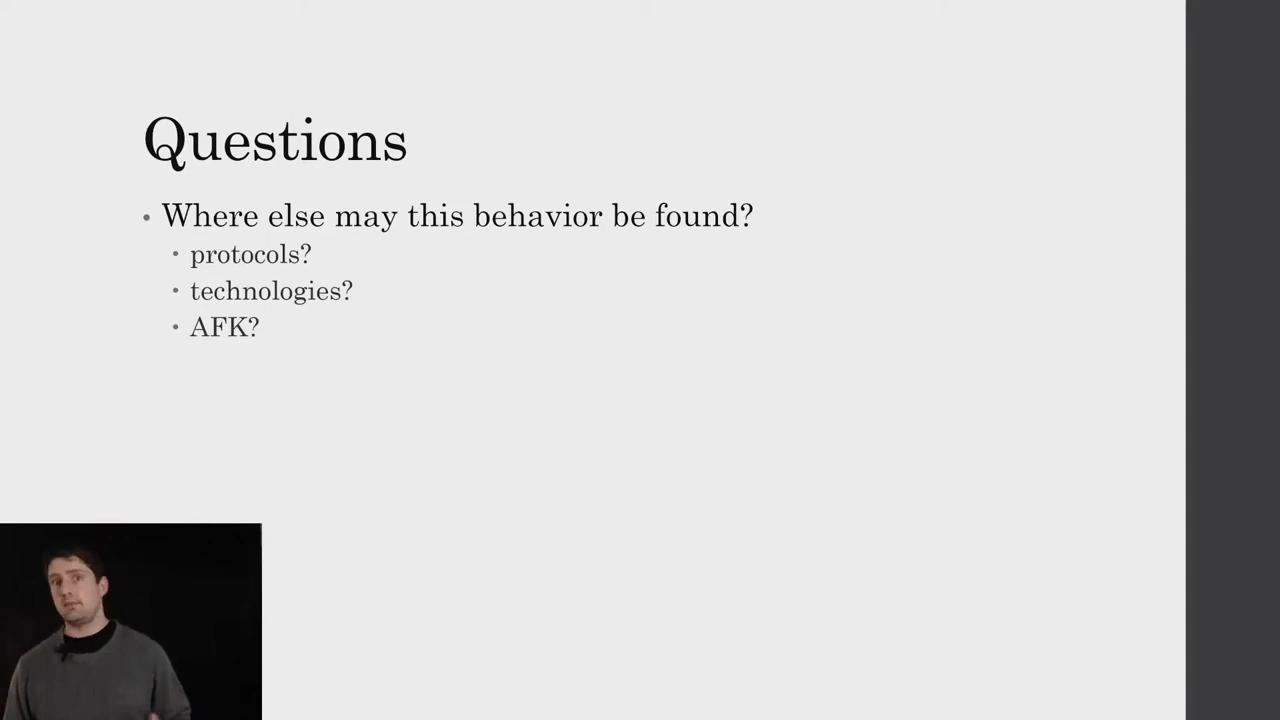 Questions
• Where else may this behavior be found?
• protocols?
• technologies?
• AFK?